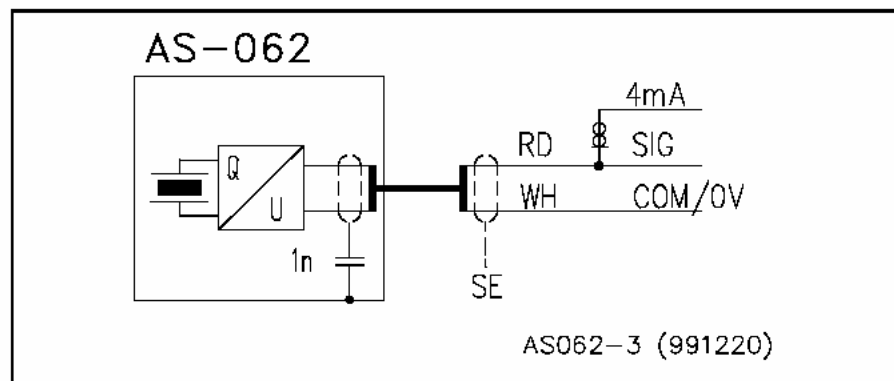 AS-062
4mA
RD SIG
Q
WH COM/0V
U
1n
SE
AS062-3 (991220)